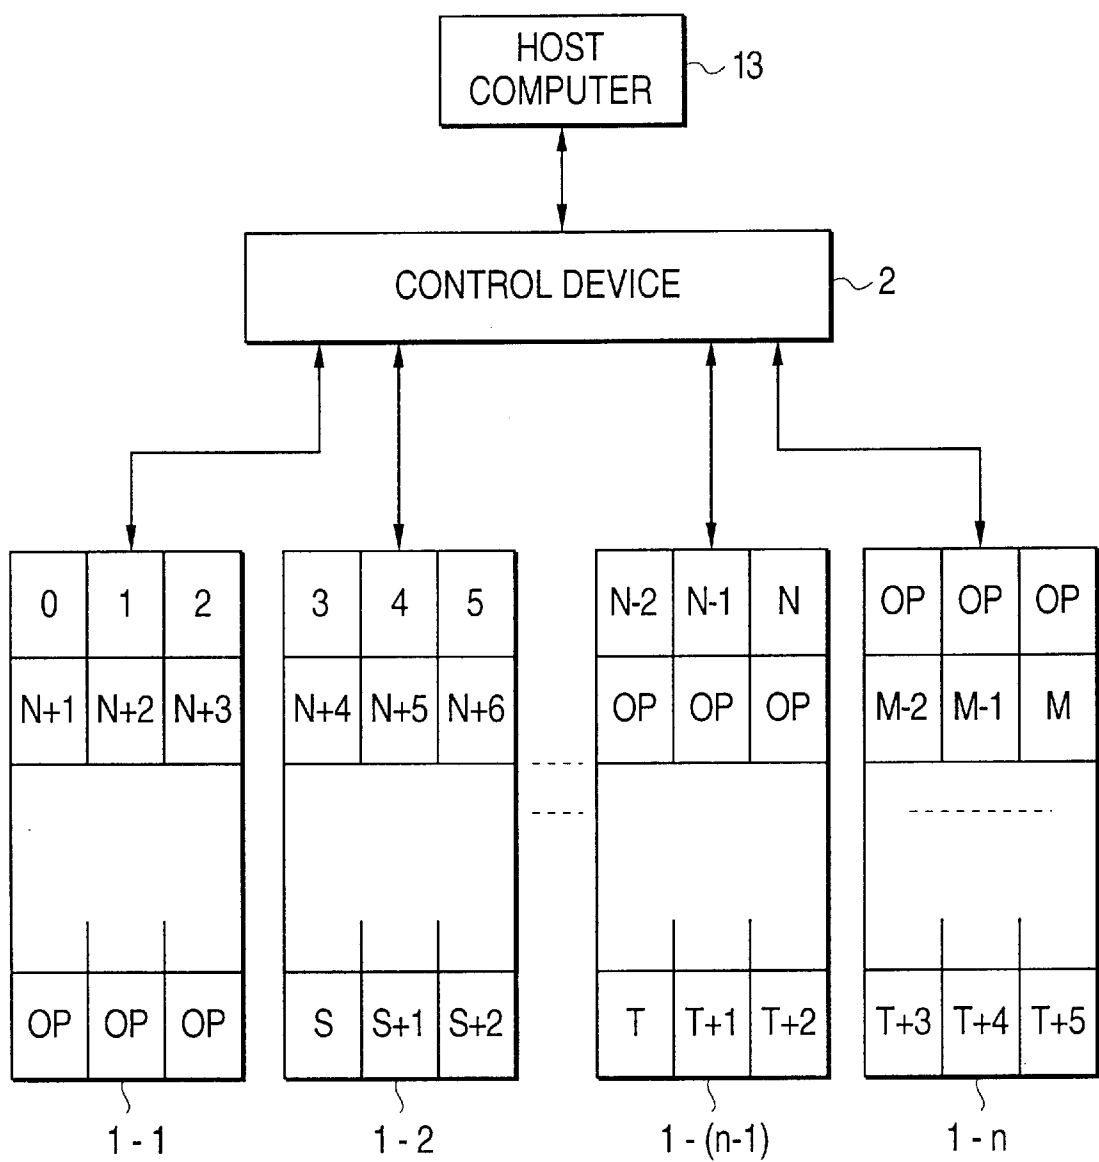 HOST
COMPUTER
13
CONTROL DEVICE
2
0 1 2 3 4 5 N-2 N-1 N OP OP OP
N+1 N+2 N+3 N+4 N+5 N+6 OP OP OP M-2 M-1 M
OP OP OP S S+1 S+2 T T+1 T+2 T+3 T+4 T+5
1 - 1 1 - 2 1 - (n-1) 1 - n